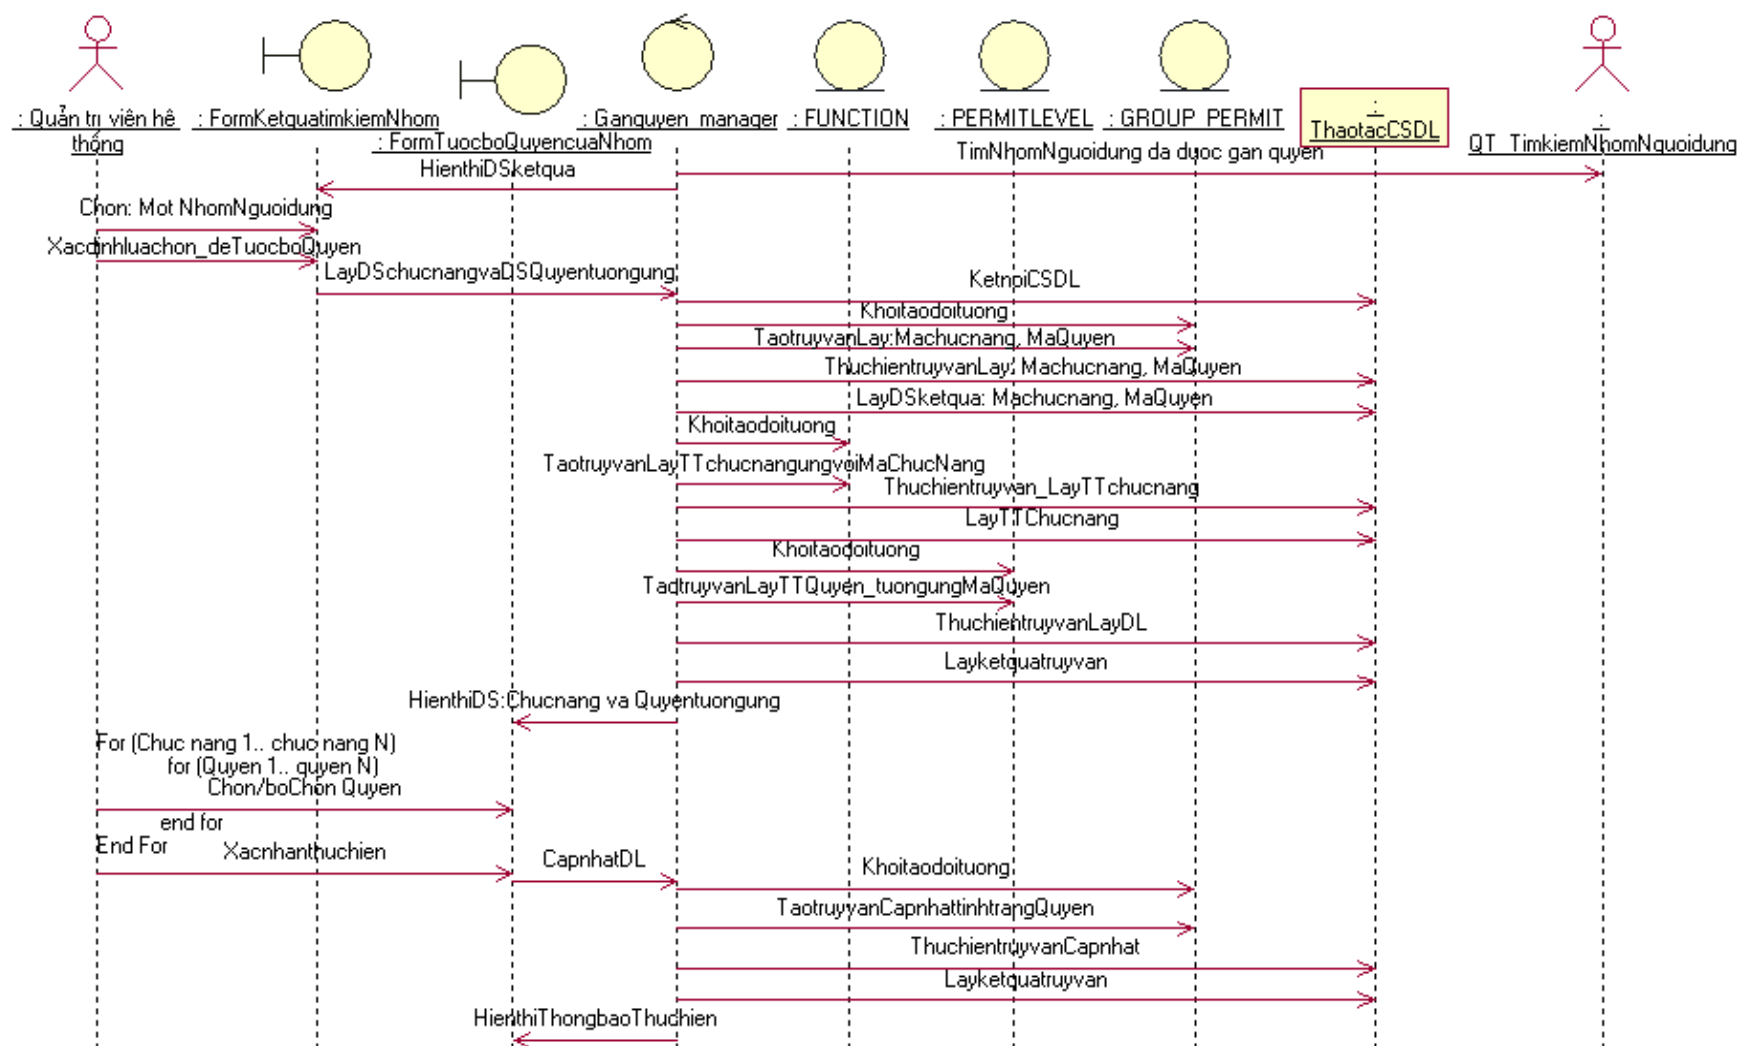 : Quản trị viên hê
thống
: FormKetquatimkiemNhom
: FormTuocboQuyencuaNhom
: Ganquyen_manager
: FUNCTION
: PERMITLEVEL
: GROUP_PERMIT
:
ThaotacCSDL
:
QT_TimkiemNhomNguoidung
TimNhomNguoidung da duoc gan quyen
HienthiDSketqua
Chon: Mot NhomNguoidung
Xacdinhluachon_deTuocboQuyen
LayDSchucnangvaDSQuyentuongung
KetnoiCSDL
Khoitaodoituong
TaotruyvanLay:Machucnang, MaQuyen
ThuchientruyvanLay: Machucnang, MaQuyen
LayDSketqua: Machucnang, MaQuyen
Khoitaodoituong
TaotruyvanLayTTchucnangungvoiMaChucNang
Thuchientruyvan_LayTTchucnang
LayTTChucnang
Khoitaodoituong
TaotruyvanLayTTQuyen_tuongungMaQuyen
ThuchientruyvanLayDL
Layketquatruyvan
HienthiDS:Chucnang va Quyentuongung
For (Chuc nang 1.. chuc nang N)
for (Quyen 1.. quyen N)
Chon/boChon Quyen
end for
End For
Xacnhanthuchien
CapnhatDL
Khoitaodoituong
TaotruyvanCapnhattinhtrangQuyen
ThuchientruyvanCapnhat
Layketquatruyvan
HienthiThongbaoThuchien